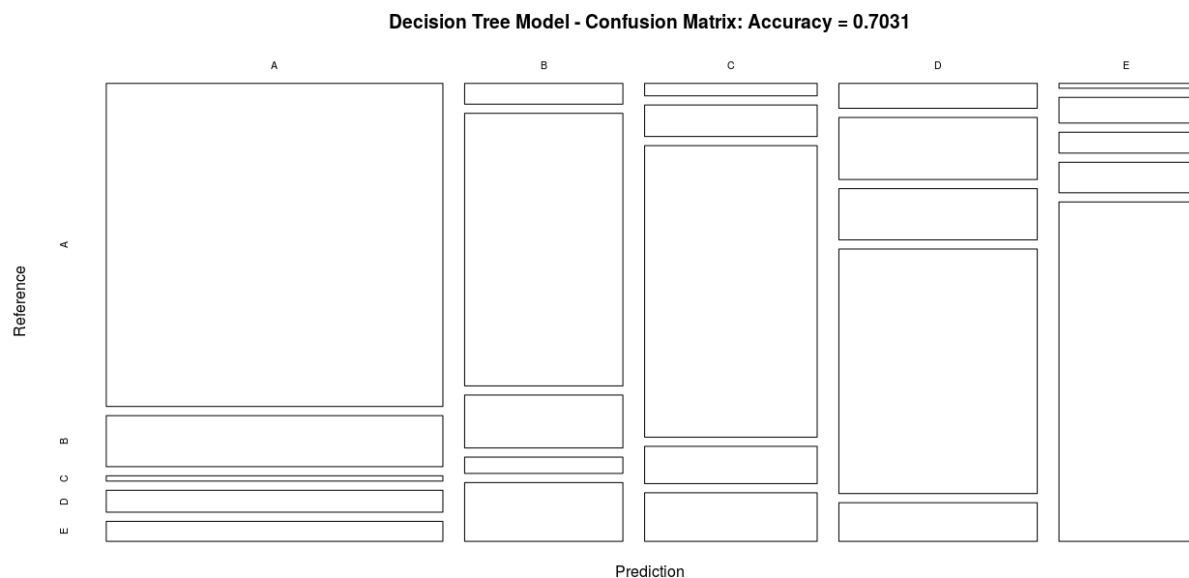 Decision Tree Model - Confusion Matrix: Accuracy = 0.7031
A B C D E
Reference
A
B
C
D
E
Prediction